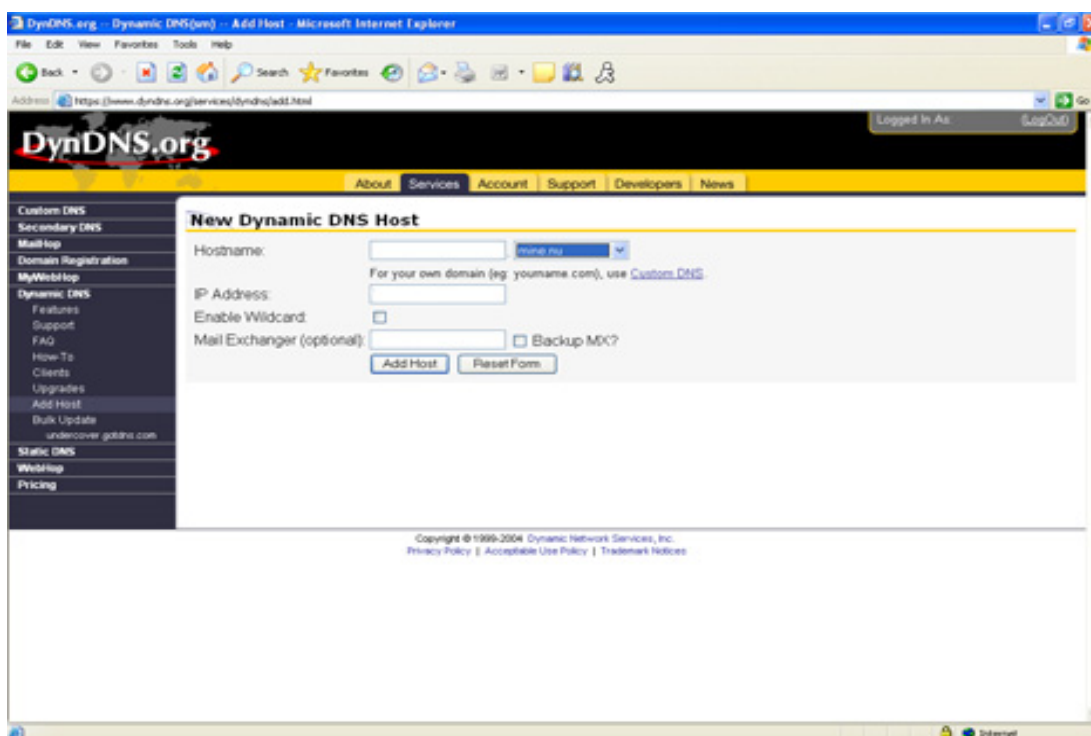 DynDNS.org -- Dynamic DNS(sm) -- Add Host - Microsoft Internet Explorer
File Edit View Favorites Tools Help
Back Search Favorites
Address https://www.dyndns.org/services/dyndns/add.html Go
Logged In As: (LogOut)
DynDNS.org
About Services Account Support Developers News
Custom DNS
Secondary DNS
MailHop
Domain Registration
MyWebHop
Dynamic DNS
Features
Support
FAQ
How-To
Clients
Upgrades
Add Host
Bulk Update
undercover.gotdns.com
Static DNS
WebHop
Pricing
New Dynamic DNS Host
Hostname: . mine.nu
For your own domain (eg: yourname.com), use Custom DNS.
IP Address:
Enable Wildcard:
Mail Exchanger (optional): Backup MX?
Add Host Reset Form
Copyright © 1999-2004 Dynamic Network Services, Inc.
Privacy Policy | Acceptable Use Policy | Trademark Notices
Internet